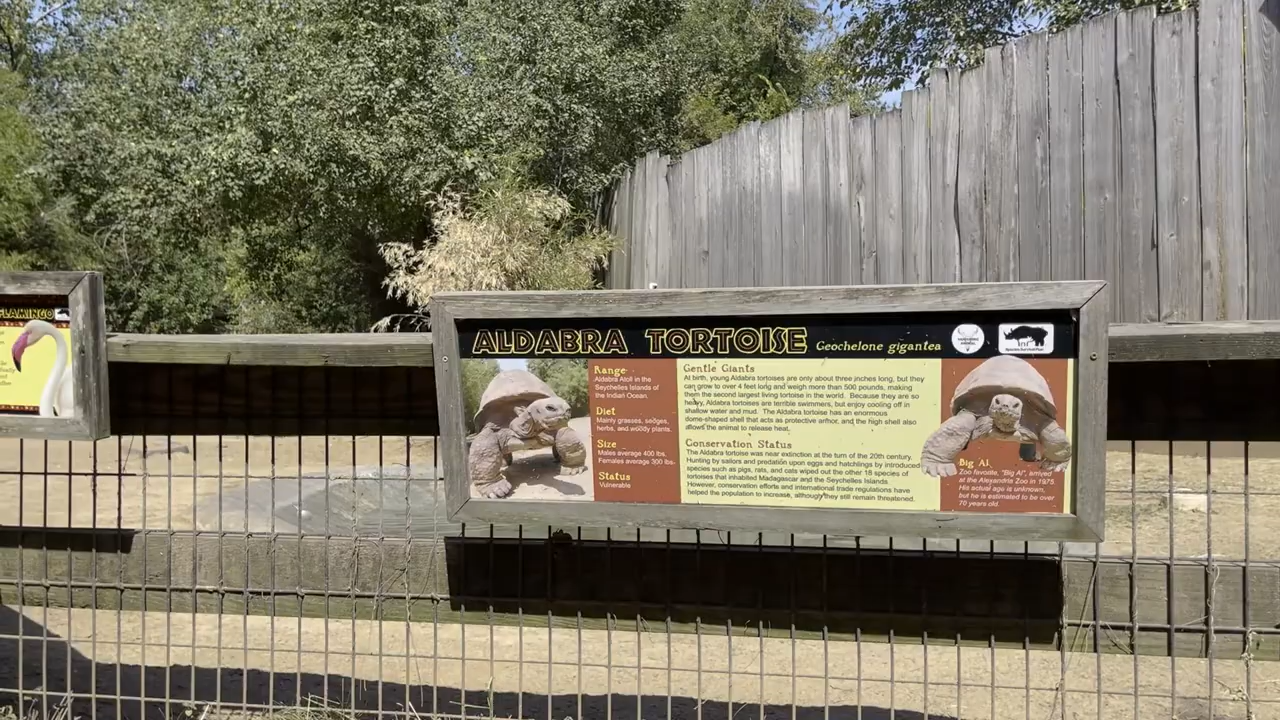 FLAMINGO
ALDABRA TORTOISE Geochelone gigantea
Range
Aldabra Atoll in the
Seychelles Islands of
the Indian Ocean.
Diet
Mainly grasses, sedges,
herbs, and woody plants.
Size
Males average 400 lbs.
Females average 300 lbs.
Status
Vulnerable
Gentle Giants
At birth, young Aldabra tortoises are only about three inches long, but they
can grow to over 4 feet long and weigh more than 500 pounds, making
them the second largest living tortoise in the world. Because they are so
heavy, Aldabra tortoises are terrible swimmers, but enjoy cooling off in
shallow water and mud. The Aldabra tortoise has an enormous
dome-shaped shell that acts as protective armor, and the high shell also
allows the animal to release heat.
Conservation Status
The Aldabra tortoise was near extinction at the turn of the 20th century.
Hunting by sailors and predation upon eggs and hatchlings by introduced
species such as pigs, rats, and cats wiped out the other 18 species of
tortoises that inhabited Madagascar and the Seychelles Islands.
However, conservation efforts and international trade regulations have
helped the population to increase, although they still remain threatened.
Big Al
Zoo favorite, "Big Al", arrived
at the Alexandria Zoo in 1975.
His actual age is unknown,
but he is estimated to be over
70 years old.